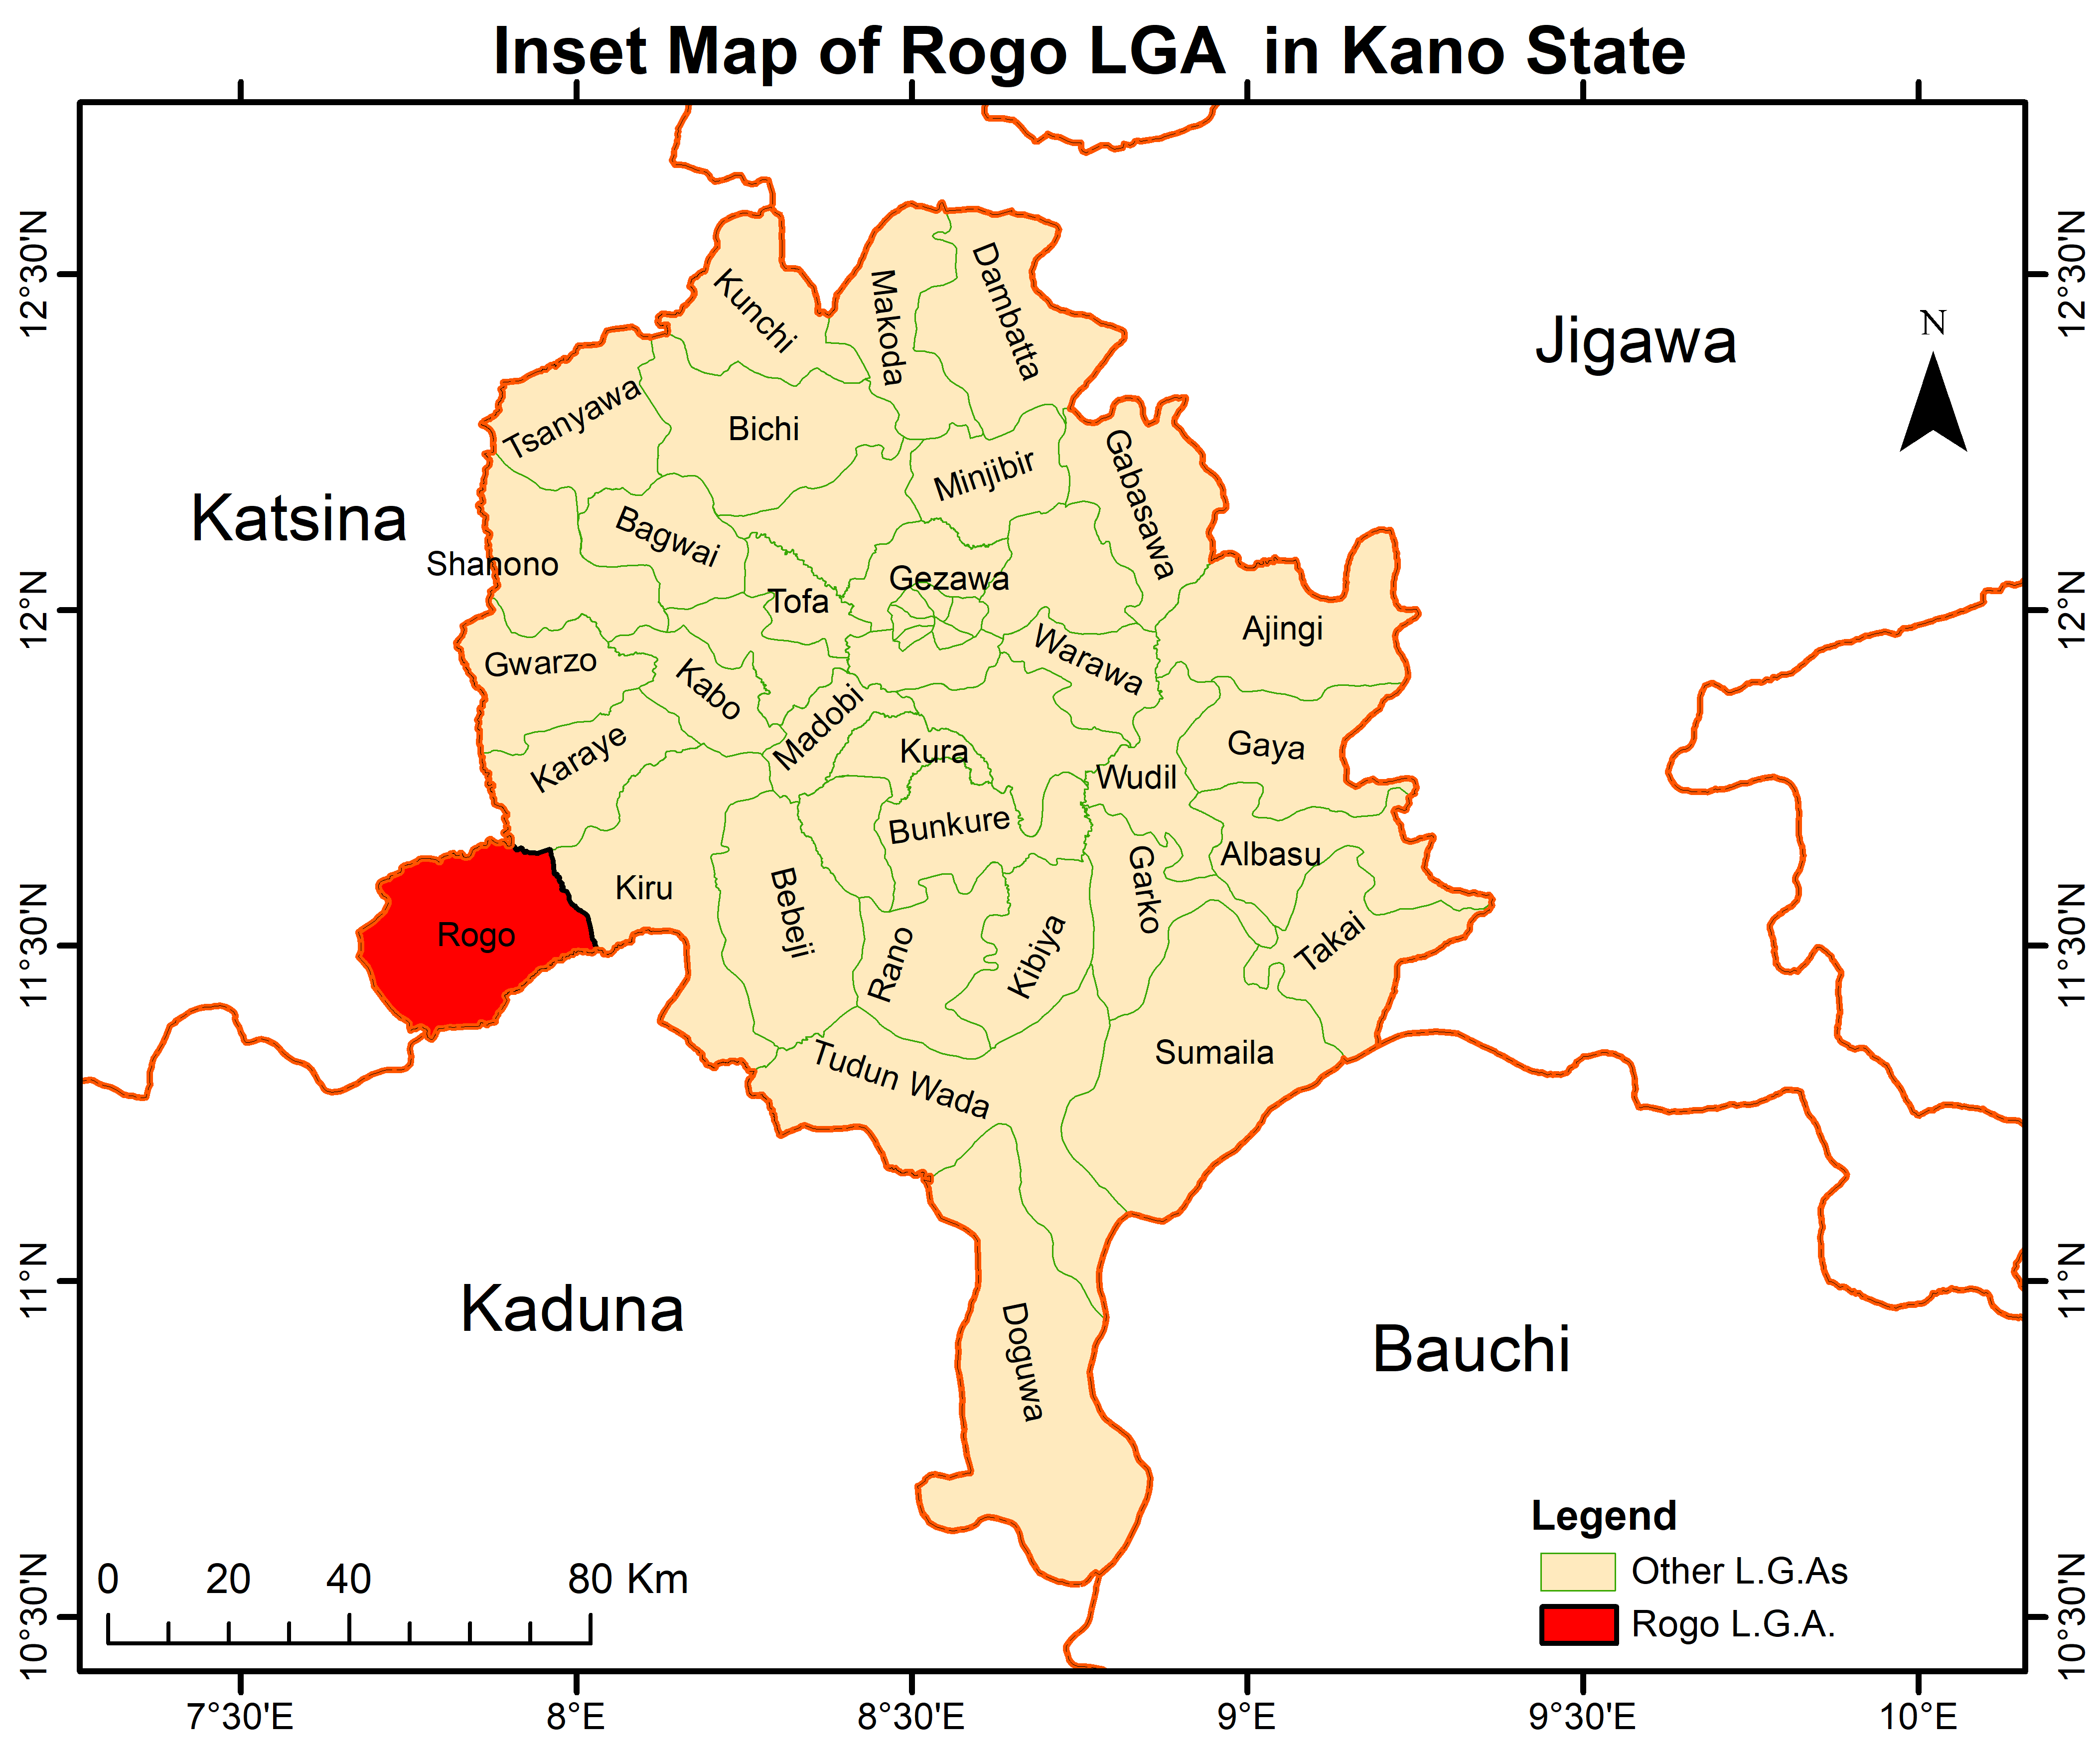 Inset Map of Rogo LGA  in Kano State
12°30'N
12°30'N
Dambatta
Makoda
Kunchi
Jigawa
N
Tsanyawa
Bichi
Minjibir
Gabasawa
Katsina
Bagwai
Shanono
Gezawa
Tofa
12°N
12°N
Ajingi
Warawa
Gwarzo
Kabo
Madobi
Karaye
Kura
Gaya
Wudil
Bunkure
Albasu
Garko
Kiru
Bebeji
Rogo
11°30'N
11°30'N
Rano
Kibiya
Takai
Sumaila
Tudun Wada
11°N
11°N
Kaduna
Bauchi
Doguwa
Legend
Other L.G.As
Rogo L.G.A.
0 20 40 80 Km
10°30'N
10°30'N
7°30'E 8°E 8°30'E 9°E 9°30'E 10°E